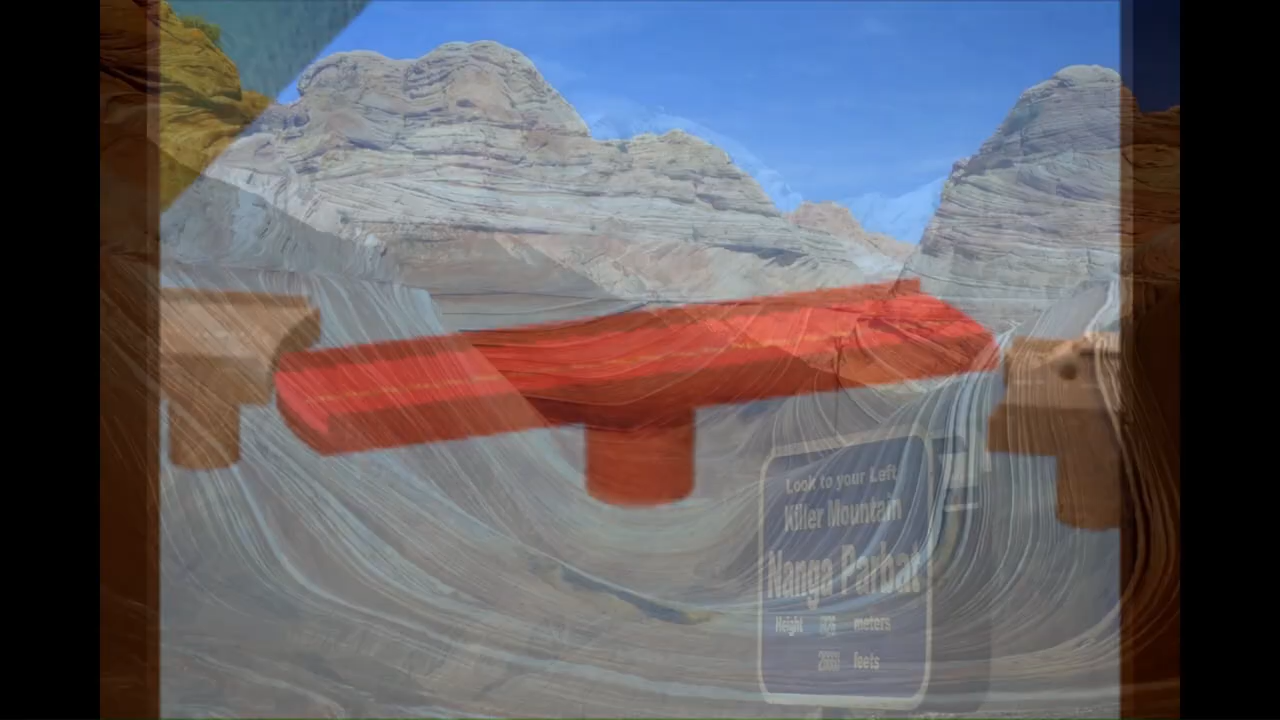 Look to your Left
Killer Mountain
Nanga Parbat
Height meters
feets